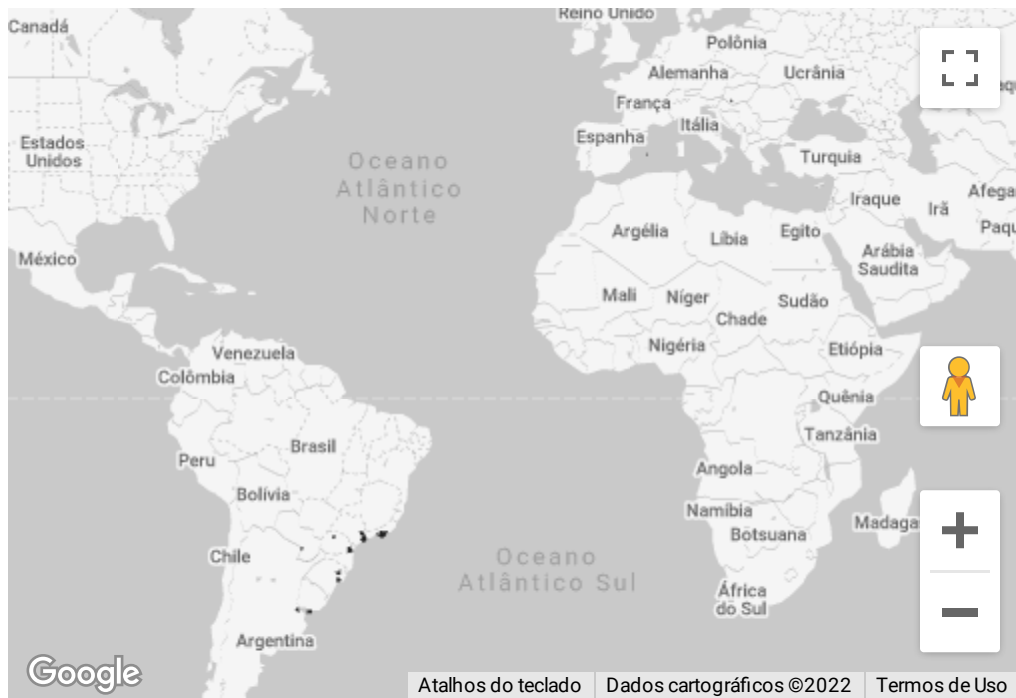 Canadá
Reino Unido
Polônia
Alemanha
Ucrânia
França
Itália
Espanha
Estados
Unidos
Oceano
Atlântico
Norte
Turquia
Iraque
Irã
Argélia
Líbia
Egito
Arábia
Saudita
México
Mali
Níger
Chade
Sudão
Nigéria
Etiópia
Venezuela
Colômbia
Quênia
Tanzânia
Brasil
Peru
Angola
Bolívia
Namíbia
Botsuana
Chile
Oceano
Atlântico Sul
África
do Sul
Argentina
Google
Atalhos do teclado
Dados cartográficos ©2022
Termos de Uso